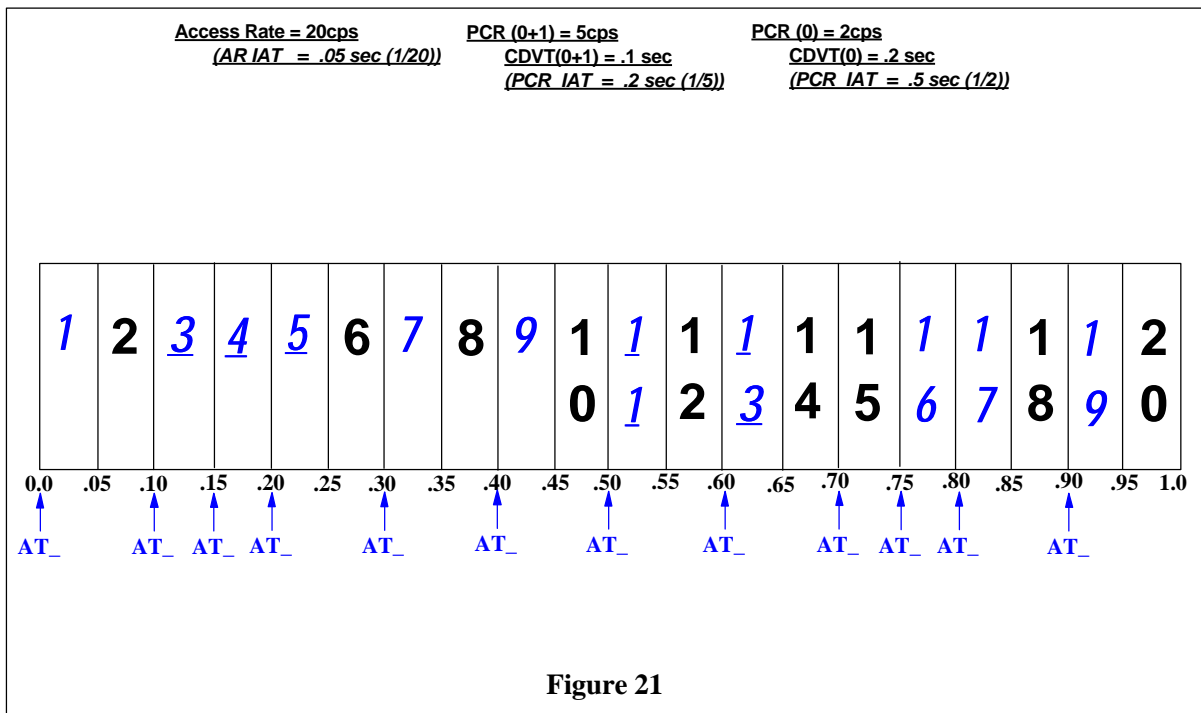 Access Rate = 20cps PCR (0+1) = 5cps PCR (0) = 2cps
(AR IAT = .05 sec (1/20)) CDVT(0+1) = .1 sec CDVT(0) = .2 sec
(PCR IAT = .2 sec (1/5)) (PCR IAT = .5 sec (1/2))
1 2 3 4 5 6 7 8 9 10 11 12 13 14 15 16 17 18 19 20
0.0 .05 .10 .15 .20 .25 .30 .35 .40 .45 .50 .55 .60 .65 .70 .75 .80 .85 .90 .95 1.0
AT_ AT_ AT_ AT_ AT_ AT_ AT_ AT_ AT_ AT_ AT_ AT_
Figure 21